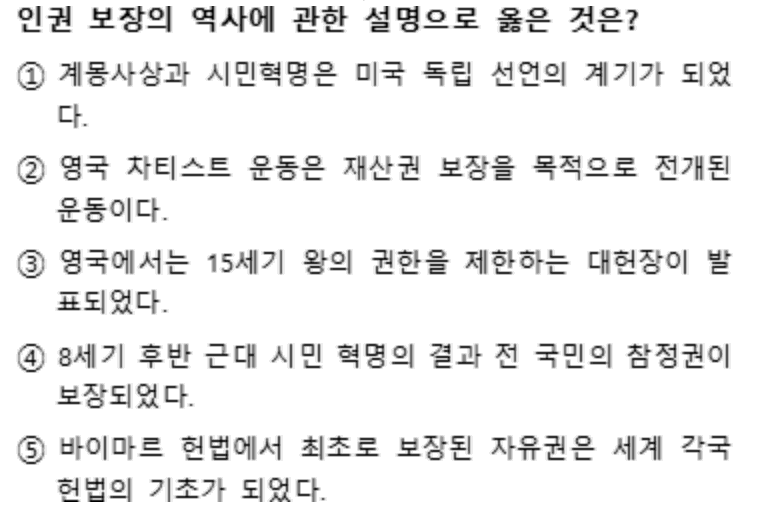 인권 보장의 역사에 관한 설명으로 옳은 것은?
① 계몽사상과 시민혁명은 미국 독립 선언의 계기가 되었
다.
② 영국 차티스트 운동은 재산권 보장을 목적으로 전개된
운동이다.
③ 영국에서는 15세기 왕의 권한을 제한하는 대헌장이 발
표되었다.
④ 8세기 후반 근대 시민 혁명의 결과 전 국민의 참정권이
보장되었다.
⑤ 바이마르 헌법에서 최초로 보장된 자유권은 세계 각국
헌법의 기초가 되었다.